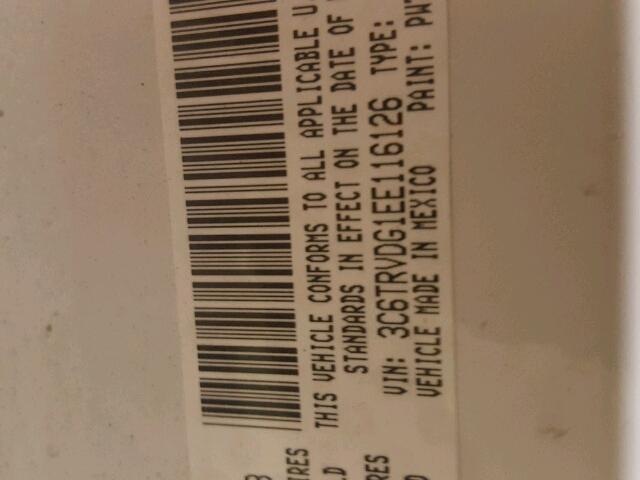 THIS VEHICLE CONFORMS TO ALL APPLICABLE U.
STANDARDS IN EFFECT ON THE DATE OF
VIN: 3C6TRVDG1EE116126 TYPE:
VEHICLE MADE IN MEXICO PAINT: PW